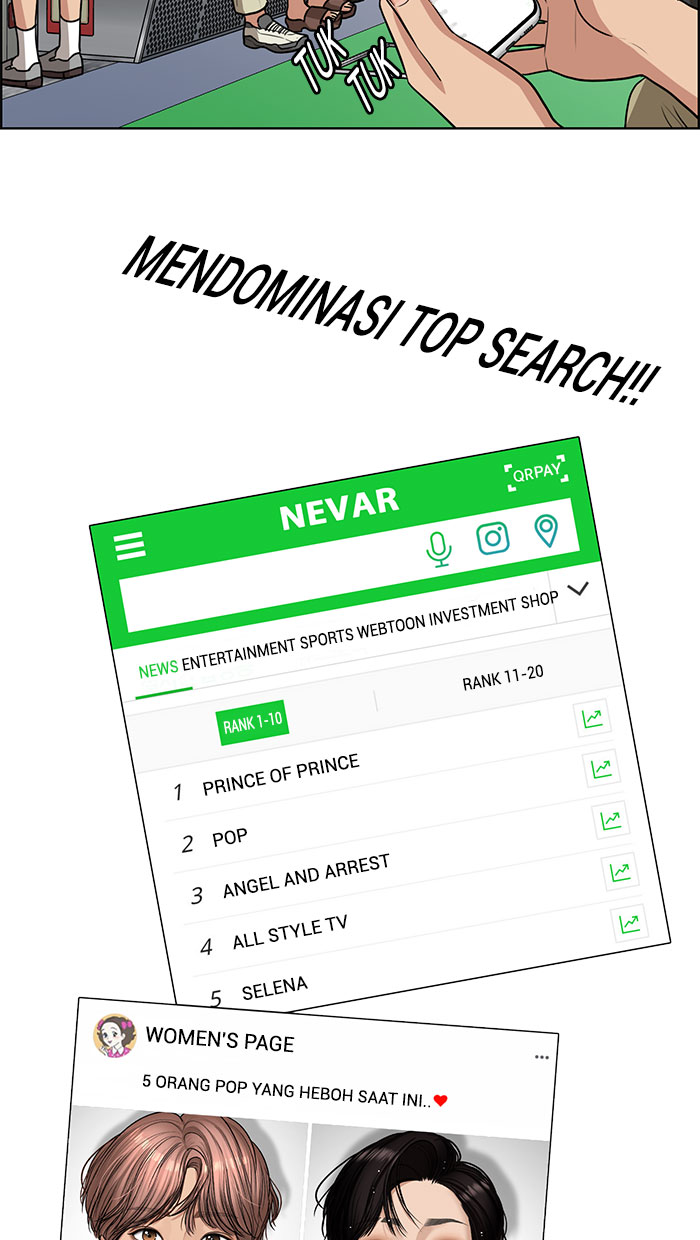 TUK
TUK
MENDOMINASI TOP SEARCH!!!
QRPAY
NEVAR
NEWS ENTERTAINMENT SPORTS WEBTOON INVESTMENT SHOP
RANK 1-10
RANK 11-20
1 PRINCE OF PRINCE
2 POP
3 ANGEL AND ARREST
4 ALL STYLE TV
5 SELENA
WOMEN'S PAGE
5 ORANG POP YANG HEBOH SAAT INI..♥